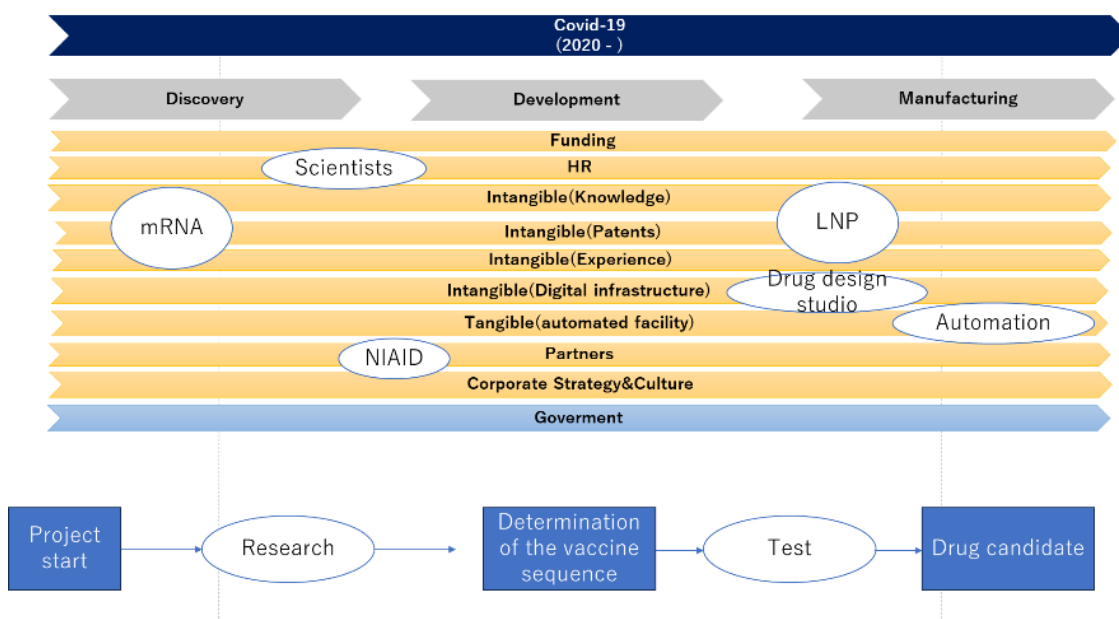 Covid-19
(2020 - )
Discovery
Development
Manufacturing
Funding
Scientists
HR
Intangible(Knowledge)
mRNA
LNP
Intangible(Patents)
Intangible(Experience)
Intangible(Digital infrastructure)
Drug design
studio
Tangible(automated facility)
Automation
NIAID
Partners
Corporate Strategy&Culture
Goverment
Project
start
Research
Determination
of the vaccine
sequence
Test
Drug candidate